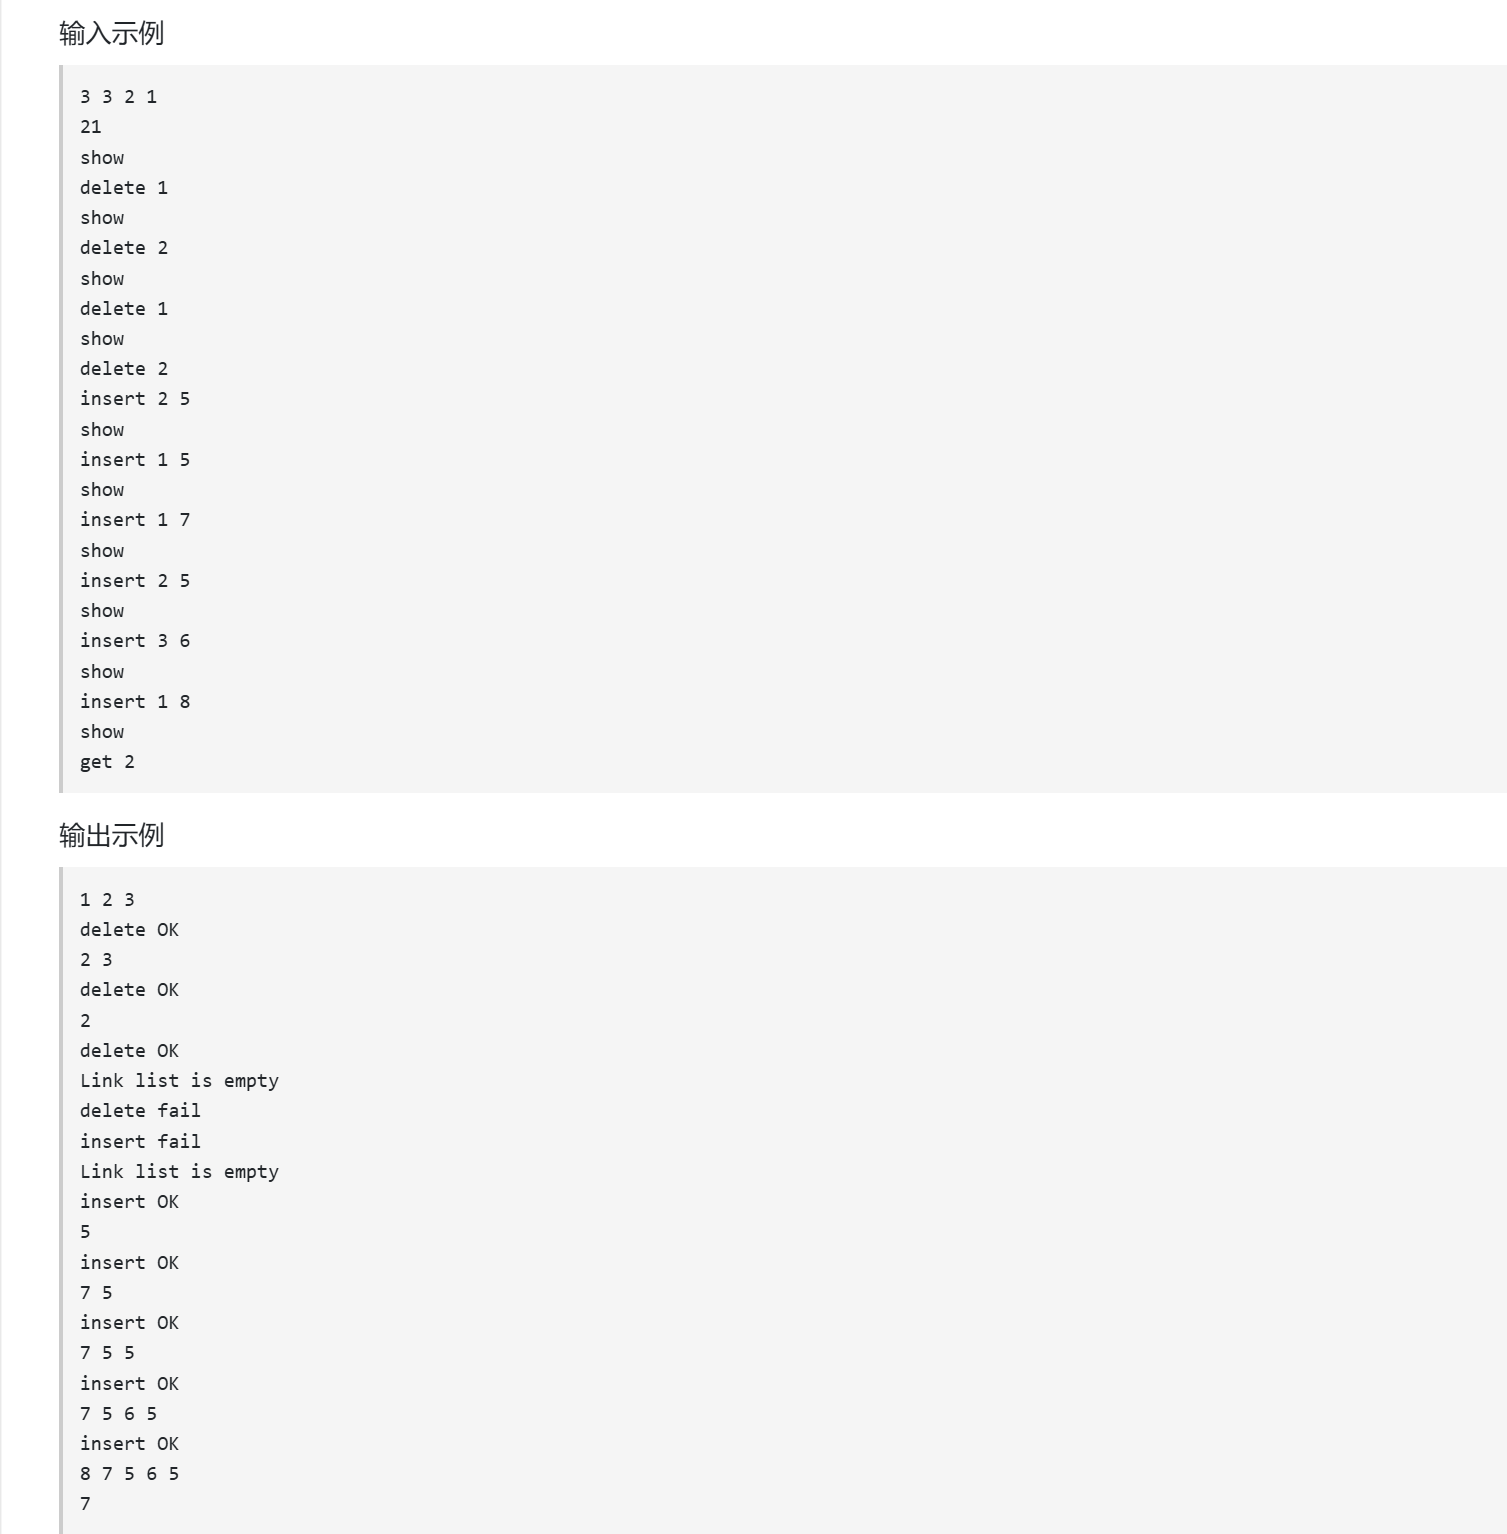 输入示例
3 3 2 1
21
show
delete 1
show
delete 2
show
delete 1
show
delete 2
insert 2 5
show
insert 1 5
show
insert 1 7
show
insert 2 5
show
insert 3 6
show
insert 1 8
show
get 2
输出示例
1 2 3
delete OK
2 3
delete OK
2
delete OK
Link list is empty
delete fail
insert fail
Link list is empty
insert OK
5
insert OK
7 5
insert OK
7 5 5
insert OK
7 5 6 5
insert OK
8 7 5 6 5
7